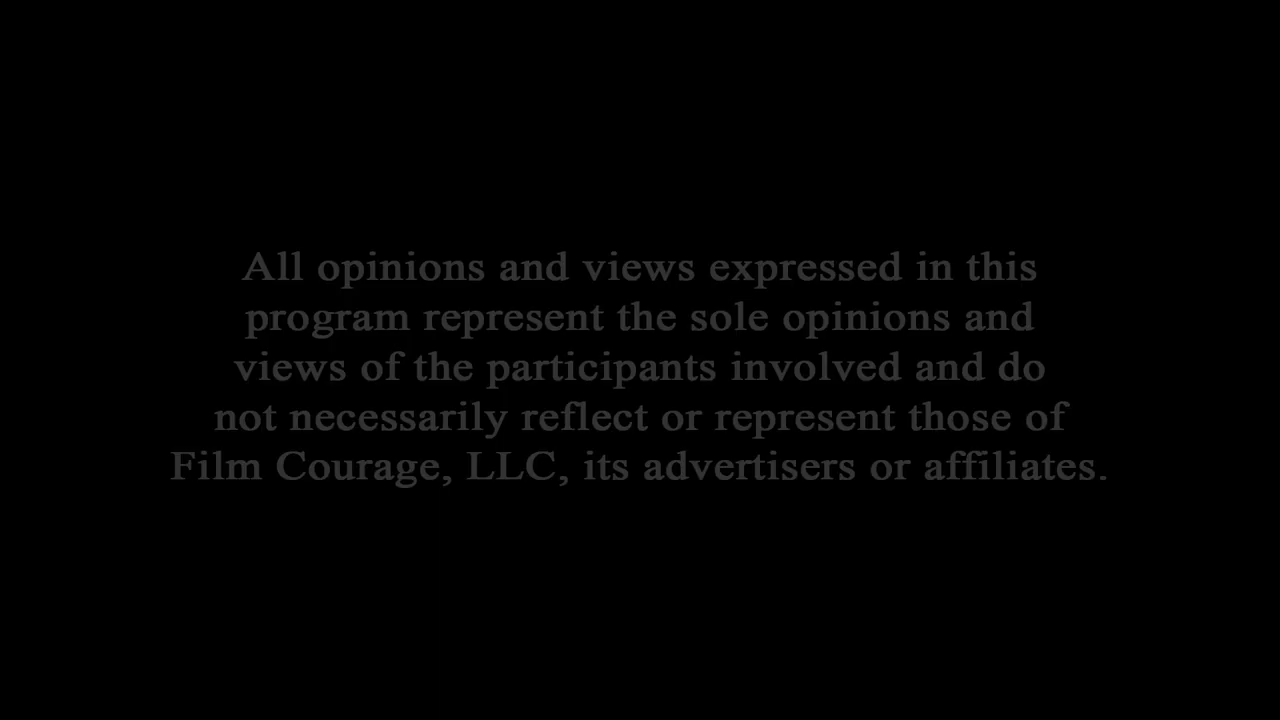 All opinions and views expressed in this
program represent the sole opinions and
views of the participants involved and do
not necessarily reflect or represent those of
Film Courage, LLC, its advertisers or affiliates.